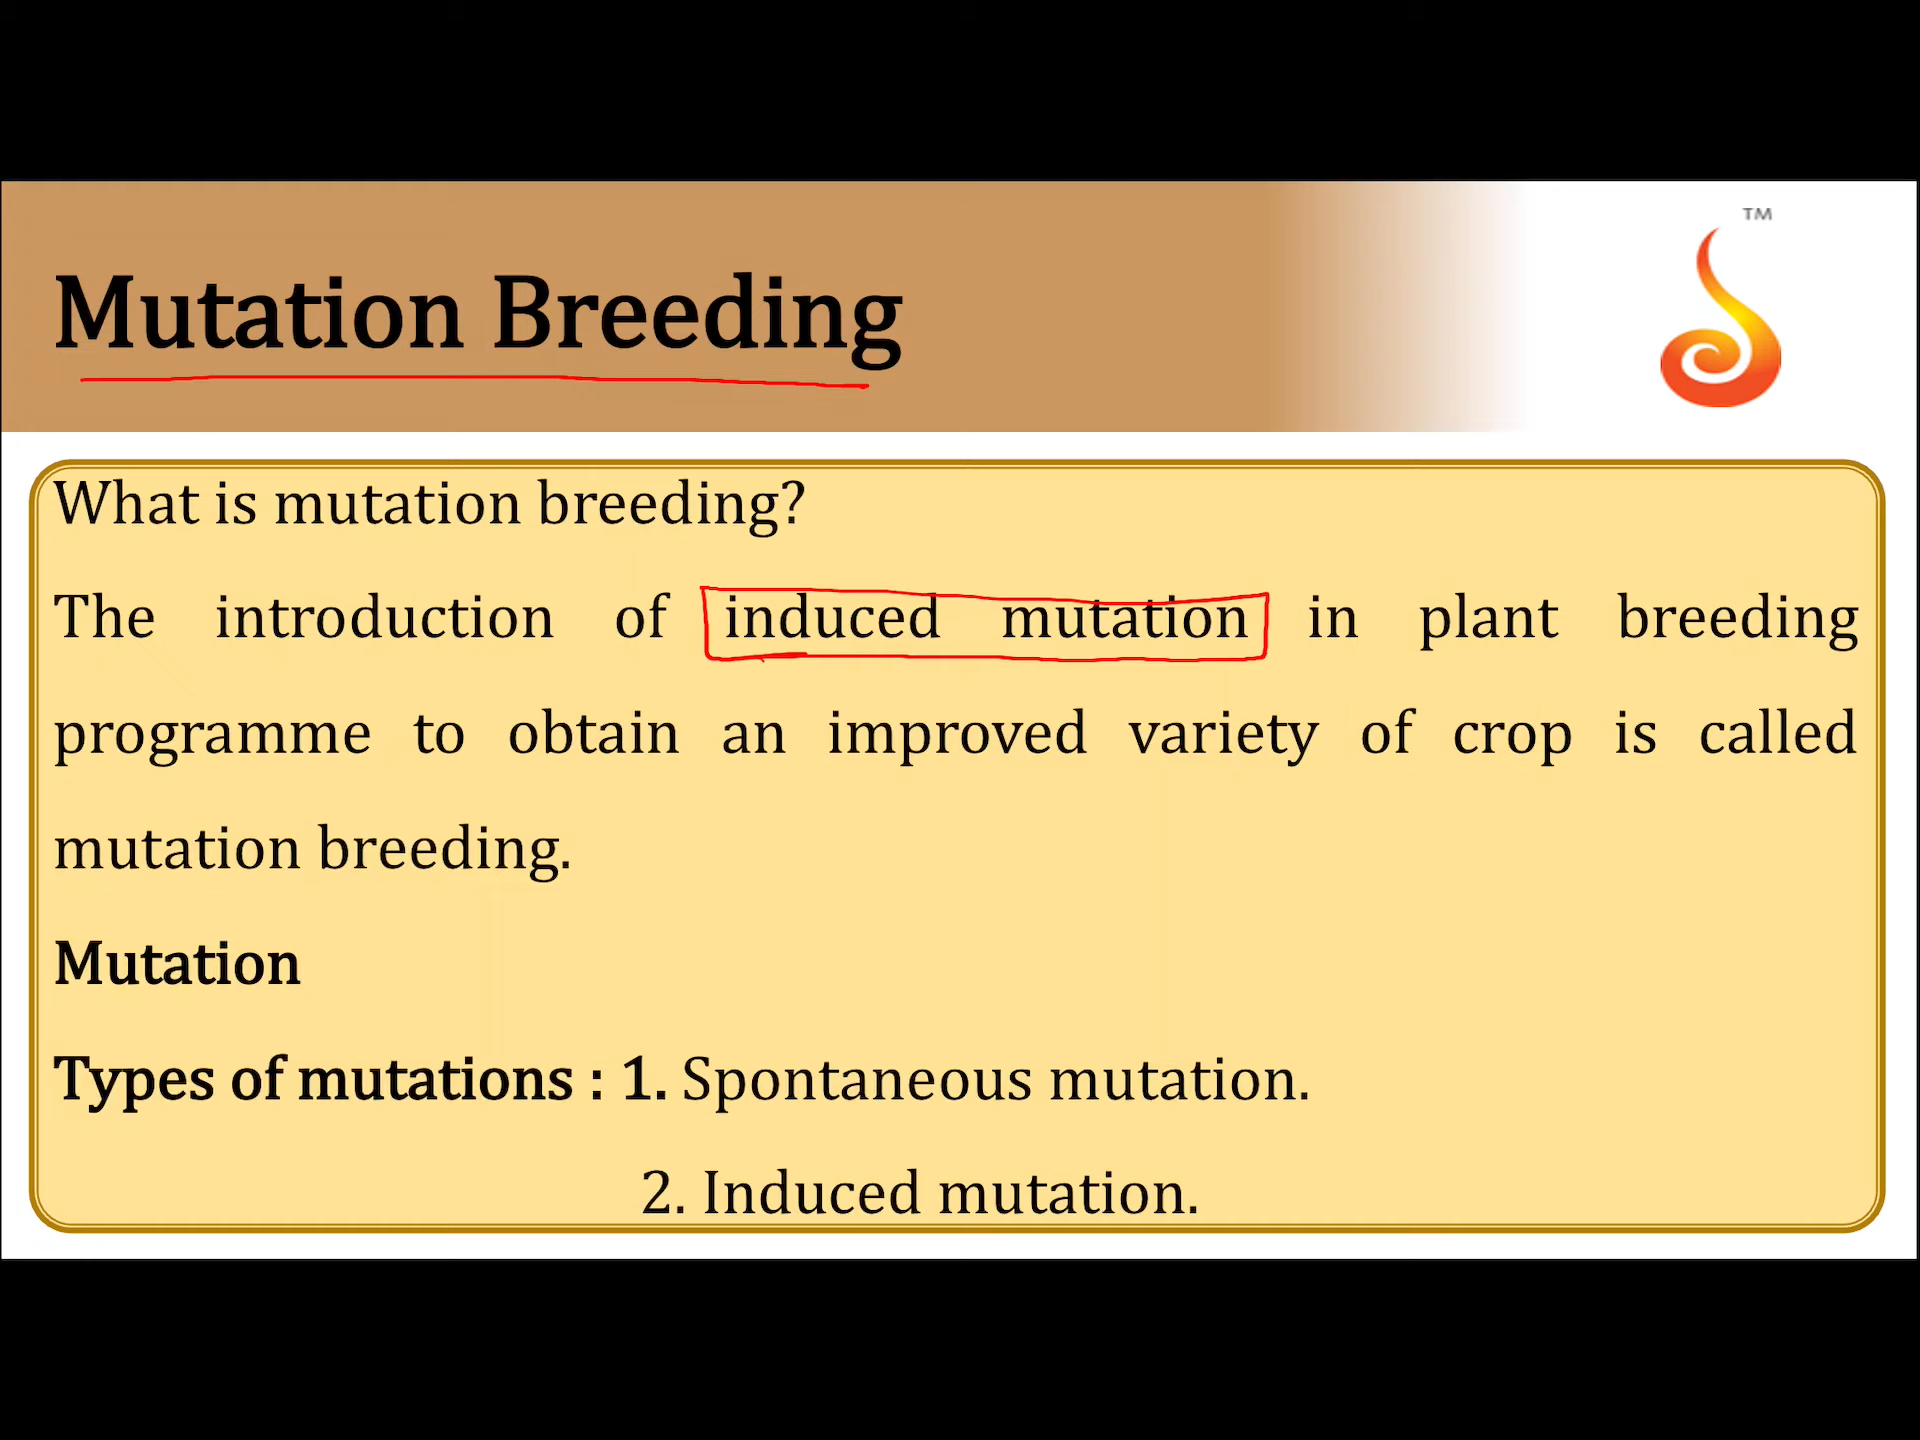 TM
Mutation Breeding
What is mutation breeding?
The introduction of induced mutation in plant breeding
programme to obtain an improved variety of crop is called
mutation breeding.
Mutation
Types of mutations : 1. Spontaneous mutation.
2. Induced mutation.